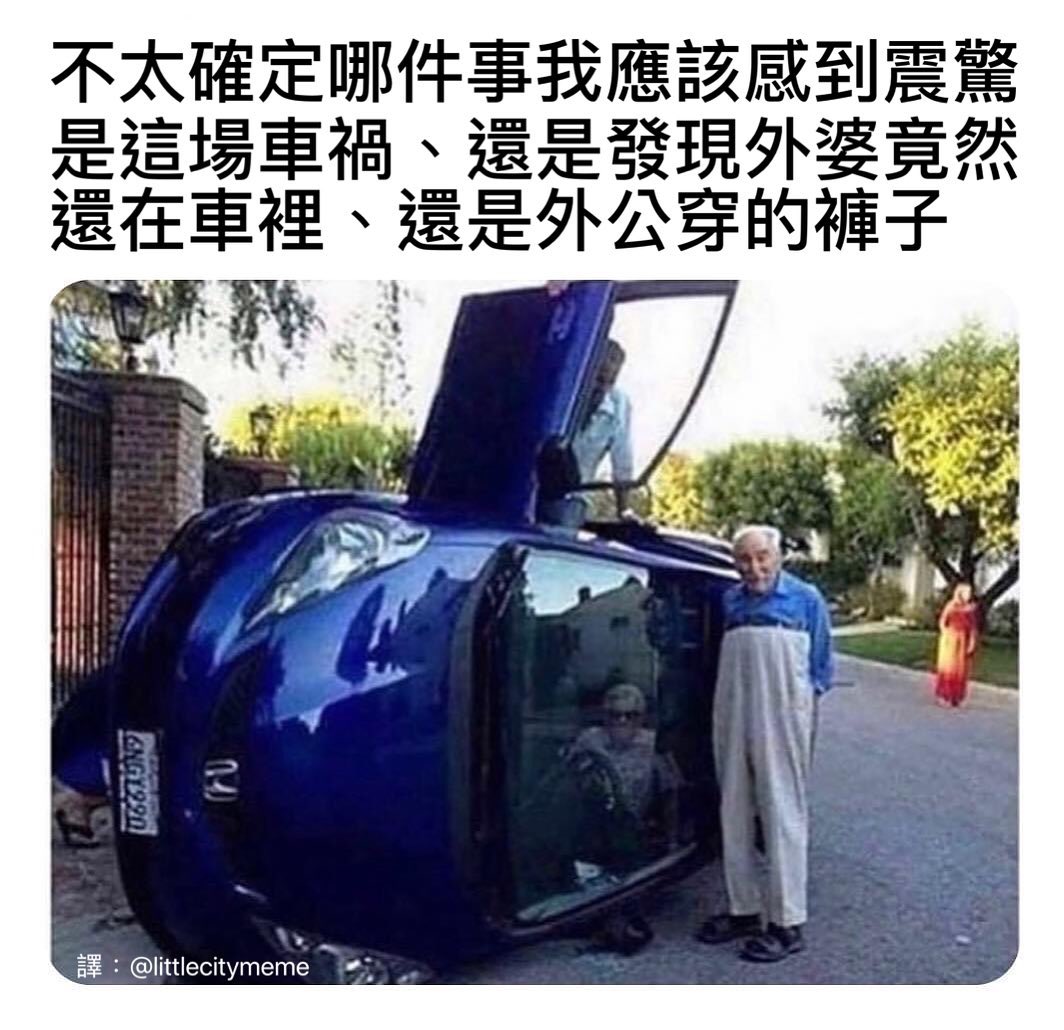 不太確定哪件事我應該感到震驚
是這場車禍、還是發現外婆竟然
還在車裡、還是外公穿的褲子
6NGY990
譯：@littlecitymeme